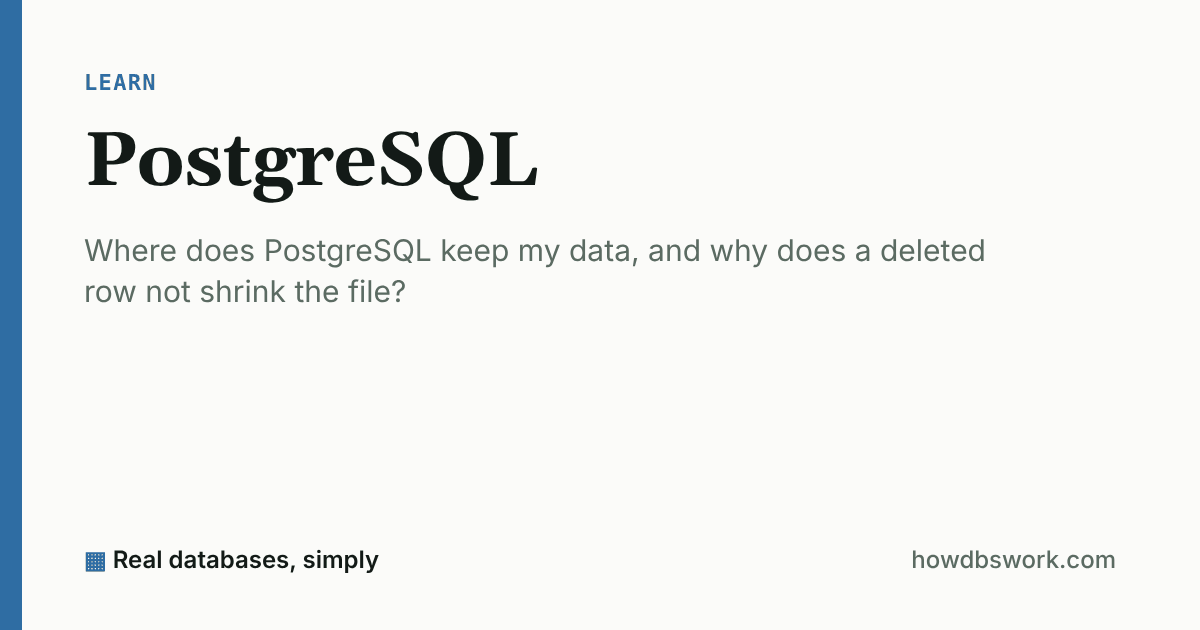 LEARN
PostgreSQL
Where does PostgreSQL keep my data, and why does a deleted
row not shrink the file?
Real databases, simply
howdbswork.com